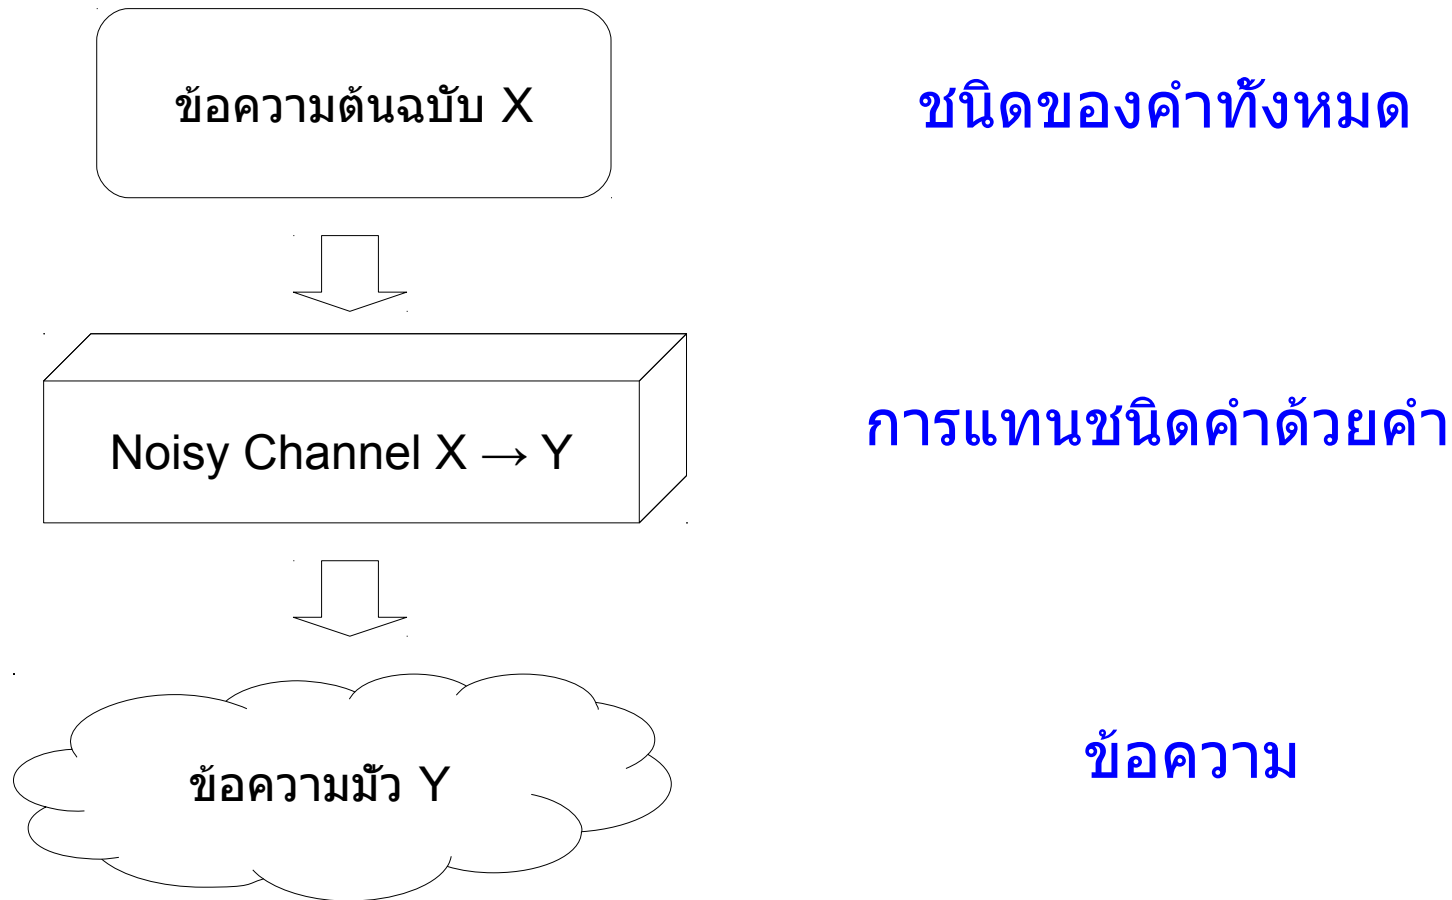 ข้อความต้นฉบับ X
ชนิดของคำทั้งหมด
Noisy Channel X → Y
การแทนชนิดคำด้วยคำ
ข้อความมัว Y
ข้อความ